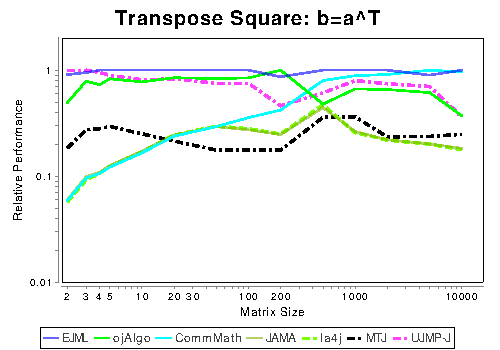 Transpose Square: b=a^T
Relative Performance
1
0.1
0.01
2 3 4 5 10 20 30 100 200 1000 10000
Matrix Size
EJML ojAlgo CommMath JAMA la4j MTJ UJMP-J